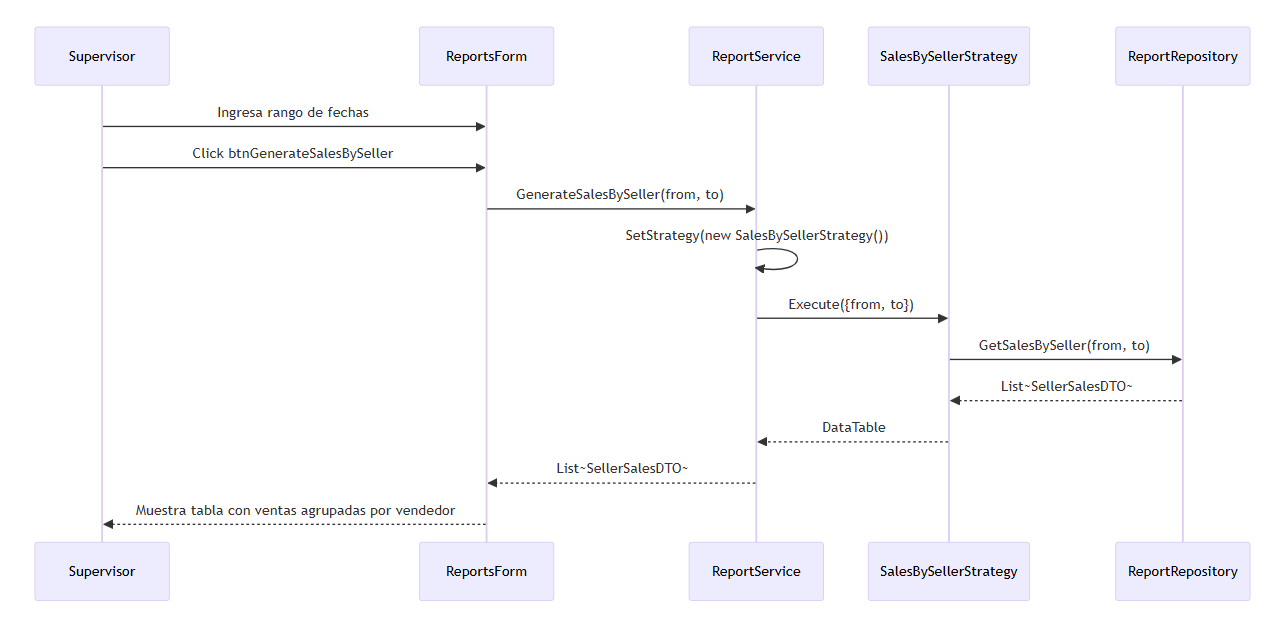 Supervisor
ReportsForm
ReportService
SalesBySellerStrategy
ReportRepository
Ingresa rango de fechas
Click btnGenerateSalesBySeller
GenerateSalesBySeller(from, to)
SetStrategy(new SalesBySellerStrategy())
Execute({from, to})
GetSalesBySeller(from, to)
List~SellerSalesDTO~
DataTable
List~SellerSalesDTO~
Muestra tabla con ventas agrupadas por vendedor
Supervisor
ReportsForm
ReportService
SalesBySellerStrategy
ReportRepository